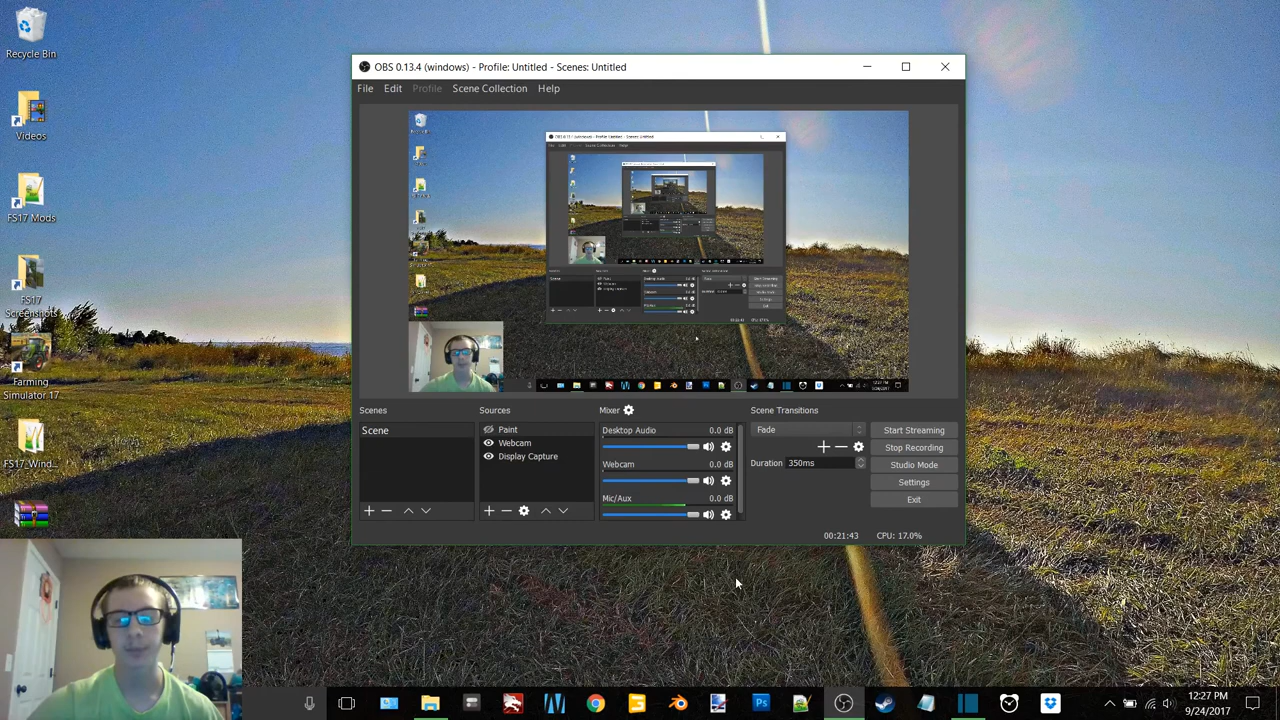 Recycle Bin
Videos
FS17 Mods
FS17
Screenshots
Farming
Simulator 17
FS17_Wind...
OBS 0.13.4 (windows) - Profile: Untitled - Scenes: Untitled
File Edit Profile Scene Collection Help
Scenes Sources Mixer Scene Transitions
Scene
Paint
Webcam
Display Capture
Desktop Audio 0.0 dB
Webcam 0.0 dB
Mic/Aux 0.0 dB
Fade
Duration 350ms
Start Streaming
Stop Recording
Studio Mode
Settings
Exit
00:21:43 CPU: 17.0%
Ps
12:27 PM
9/24/2017